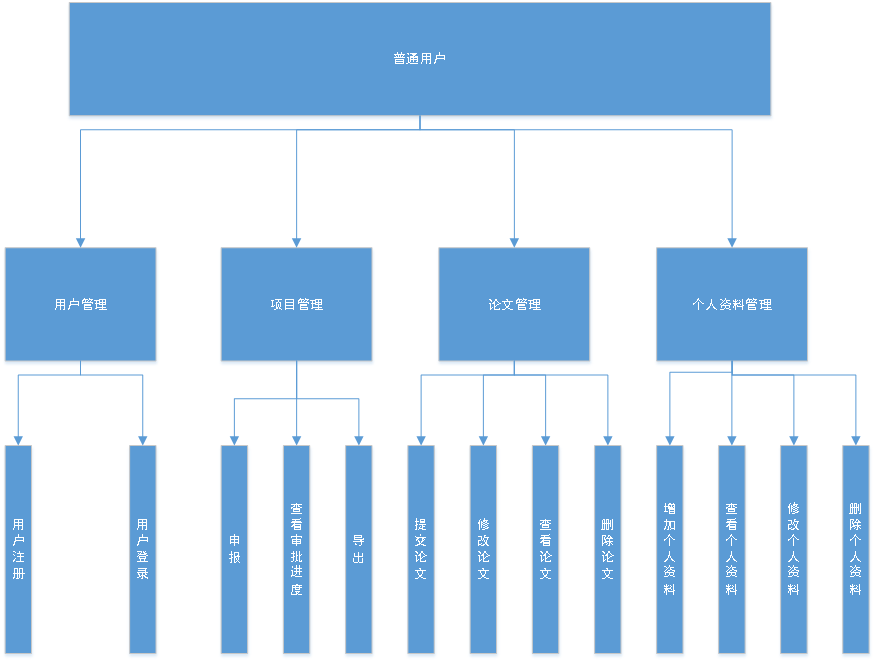 普通用户
用户管理
项目管理
论文管理
个人资料管理
用户注册
用户登录
申报
查看审批进度
导出
提交论文
修改论文
查看论文
删除论文
增加个人资料
查看个人资料
修改个人资料
删除个人资料